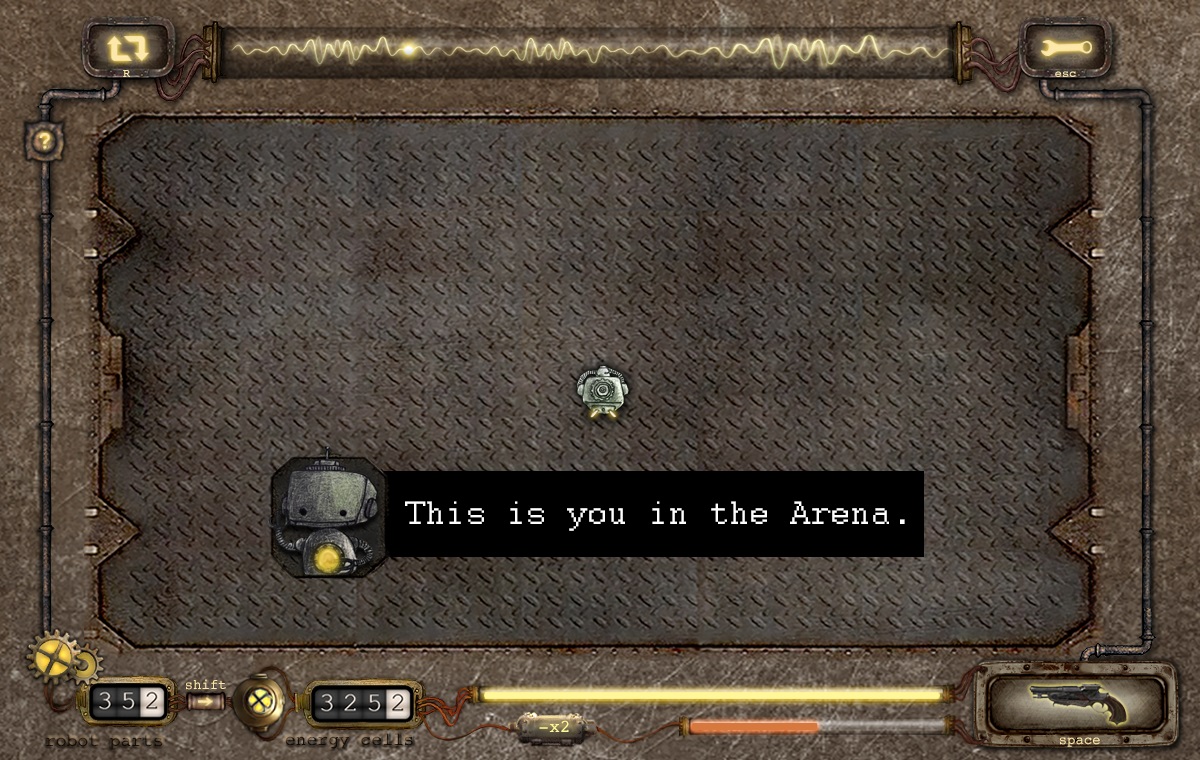 R
esc
?
This is you in the Arena.
shift
352
3252
-x2
robot parts
energy cells
space